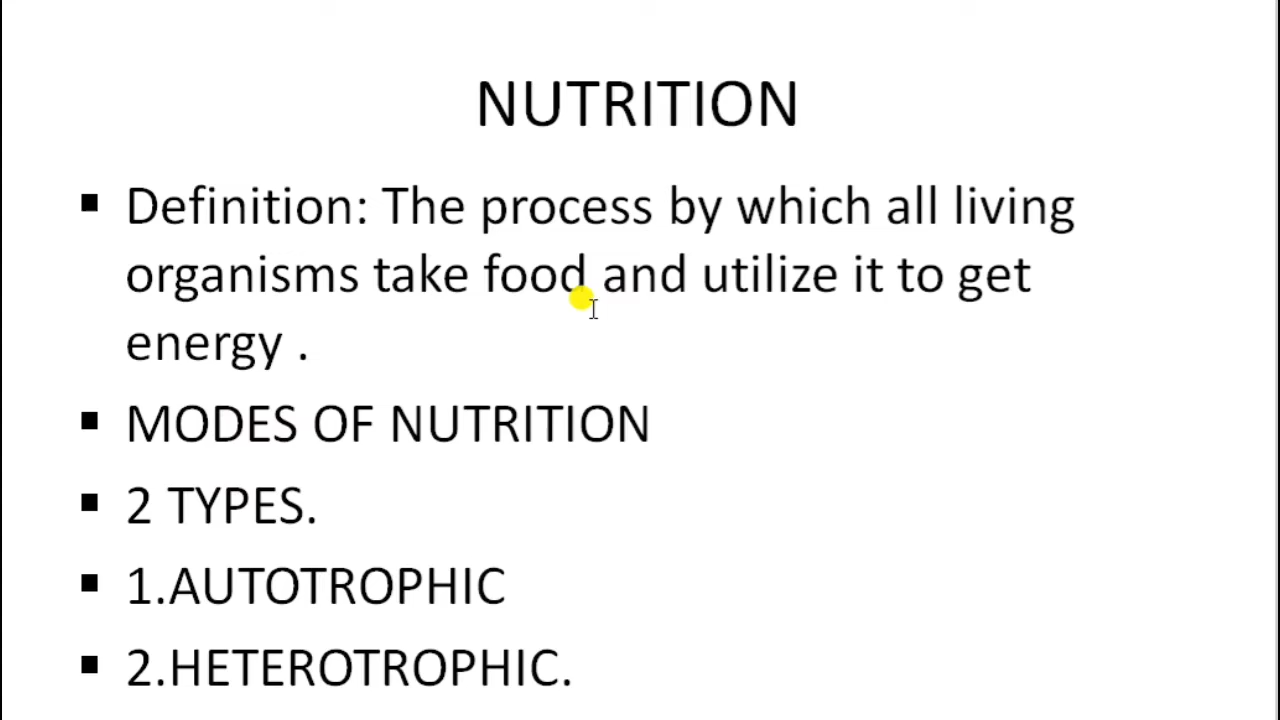 NUTRITION
▪ Definition: The process by which all living
organisms take food and utilize it to get
energy .
▪ MODES OF NUTRITION
▪ 2 TYPES.
▪ 1.AUTOTROPHIC
▪ 2.HETEROTROPHIC.